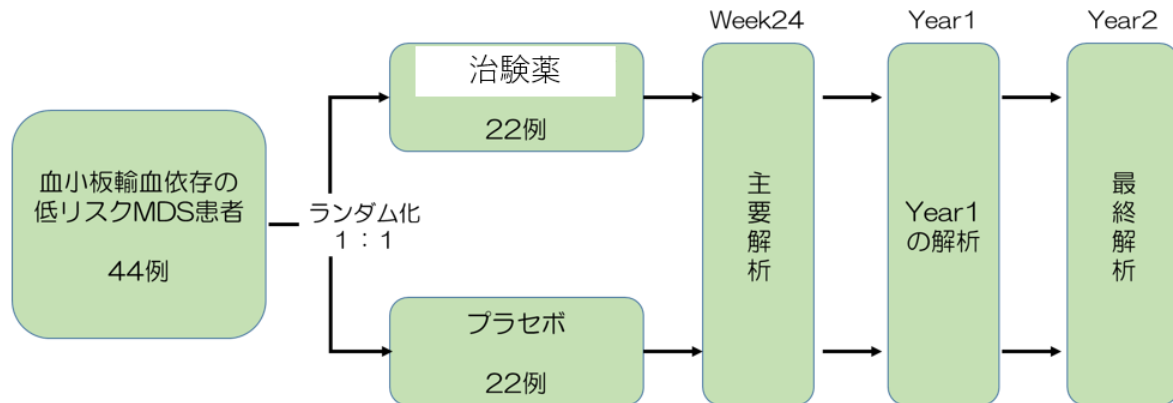 Week24
Year1
Year2
血小板輸血依存の
低リスクMDS患者
44例
ランダム化
1：1
治験薬
22例
プラセボ
22例
主要解析
Year1
の解析
最終解析